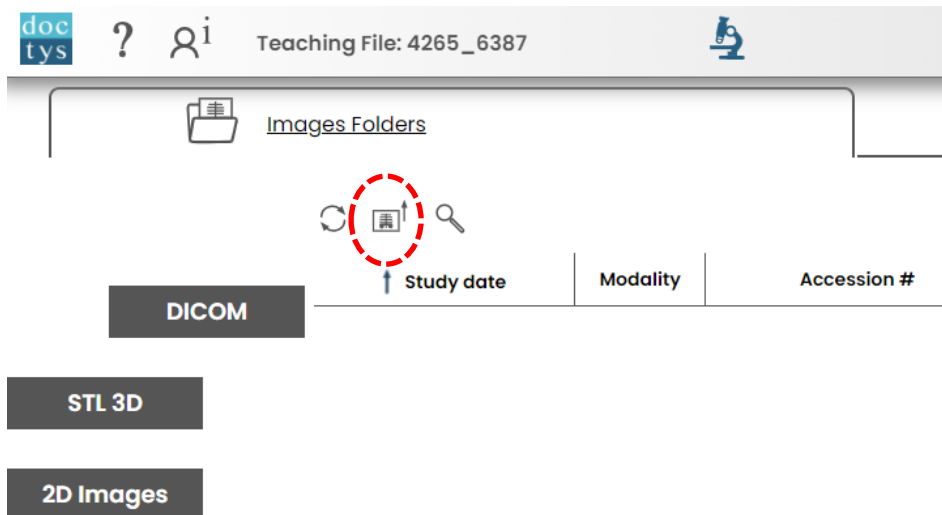 doc
tys
? i Teaching File: 4265_6387
Images Folders
Study date Modality Accession #
DICOM
STL 3D
2D Images